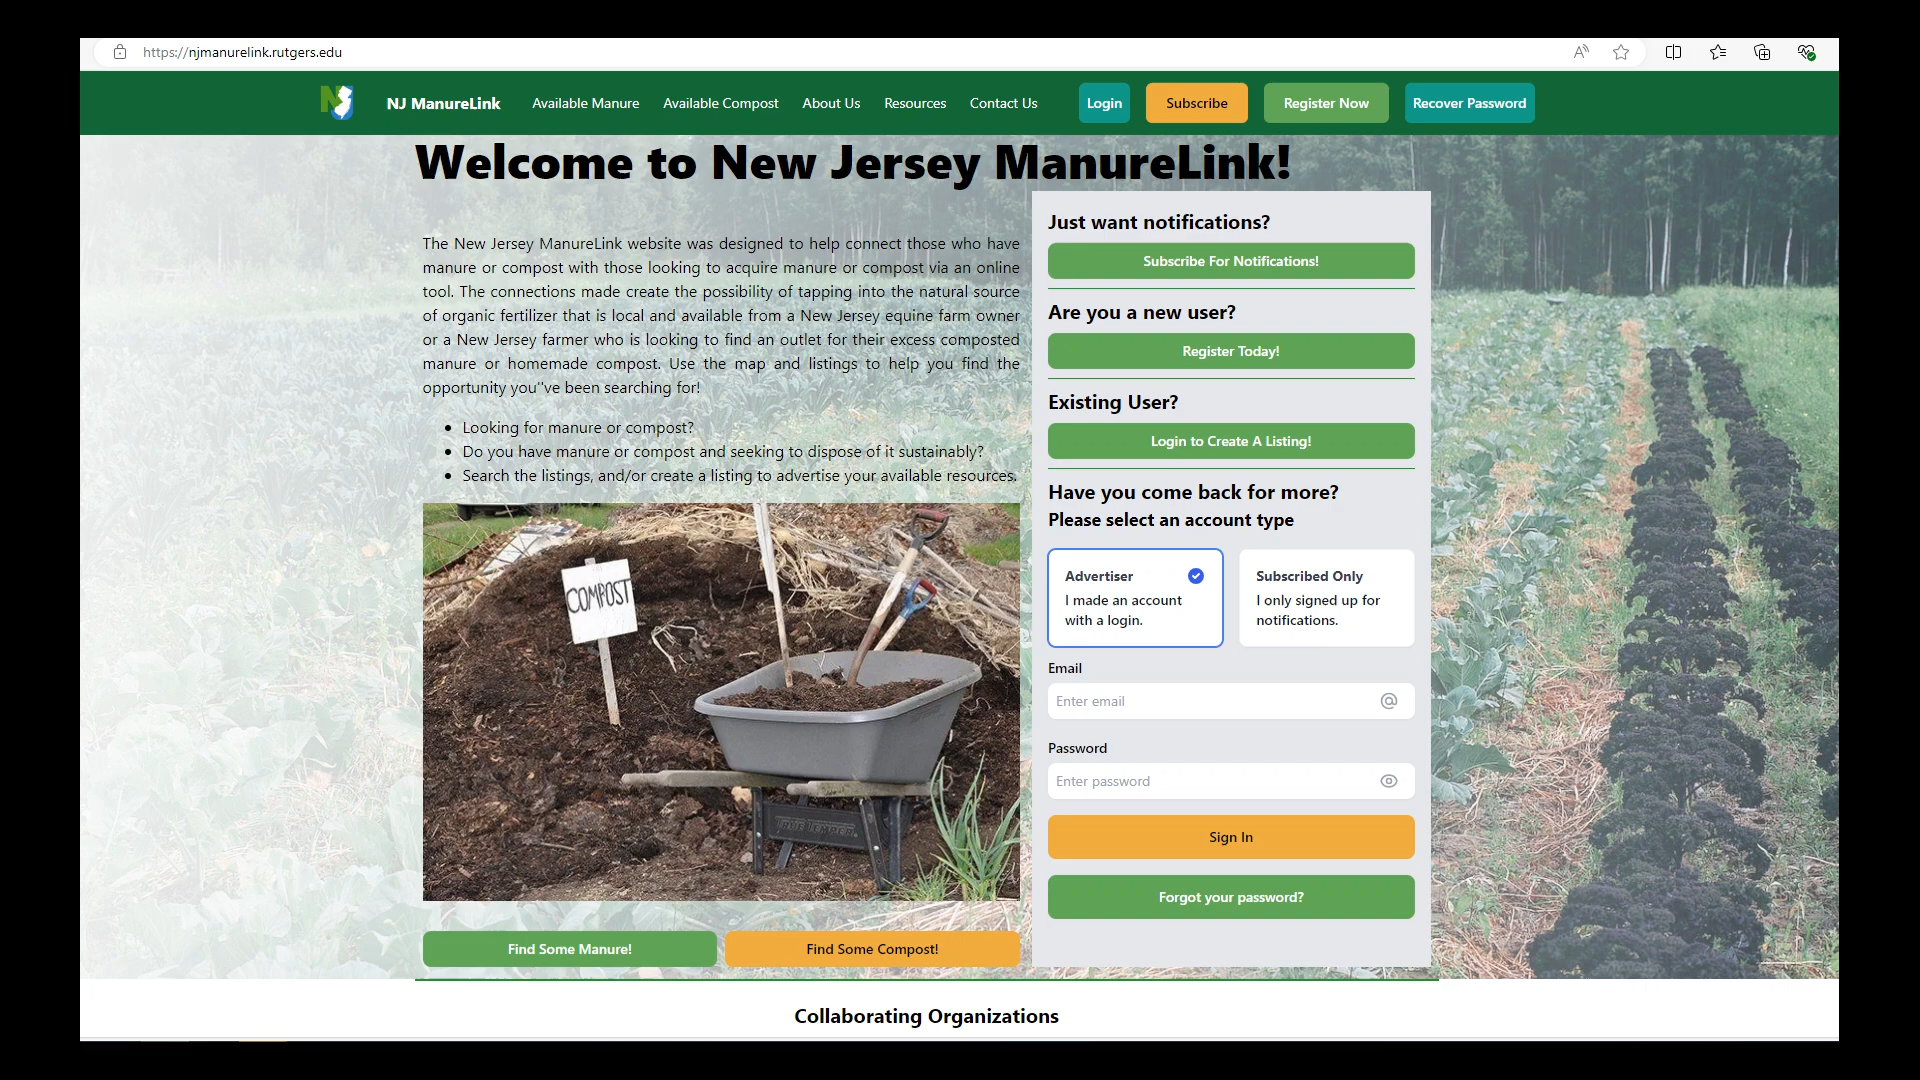 https://njmanurelink.rutgers.edu
NJ ManureLink
Available Manure
Available Compost
About Us
Resources
Contact Us
Login
Subscribe
Register Now
Recover Password
Welcome to New Jersey ManureLink!
The New Jersey ManureLink website was designed to help connect those who have
manure or compost with those looking to acquire manure or compost via an online
tool. The connections made create the possibility of tapping into the natural source
of organic fertilizer that is local and available from a New Jersey equine farm owner
or a New Jersey farmer who is looking to find an outlet for their excess composted
manure or homemade compost. Use the map and listings to help you find the
opportunity you''ve been searching for!
• Looking for manure or compost?
• Do you have manure or compost and seeking to dispose of it sustainably?
• Search the listings, and/or create a listing to advertise your available resources.
COMPOST
TRUE TEMPER
Find Some Manure!
Find Some Compost!
Just want notifications?
Subscribe For Notifications!
Are you a new user?
Register Today!
Existing User?
Login to Create A Listing!
Have you come back for more?
Please select an account type
Advertiser
I made an account
with a login.
Subscribed Only
I only signed up for
notifications.
Email
Enter email
Password
Enter password
Sign In
Forgot your password?
Collaborating Organizations